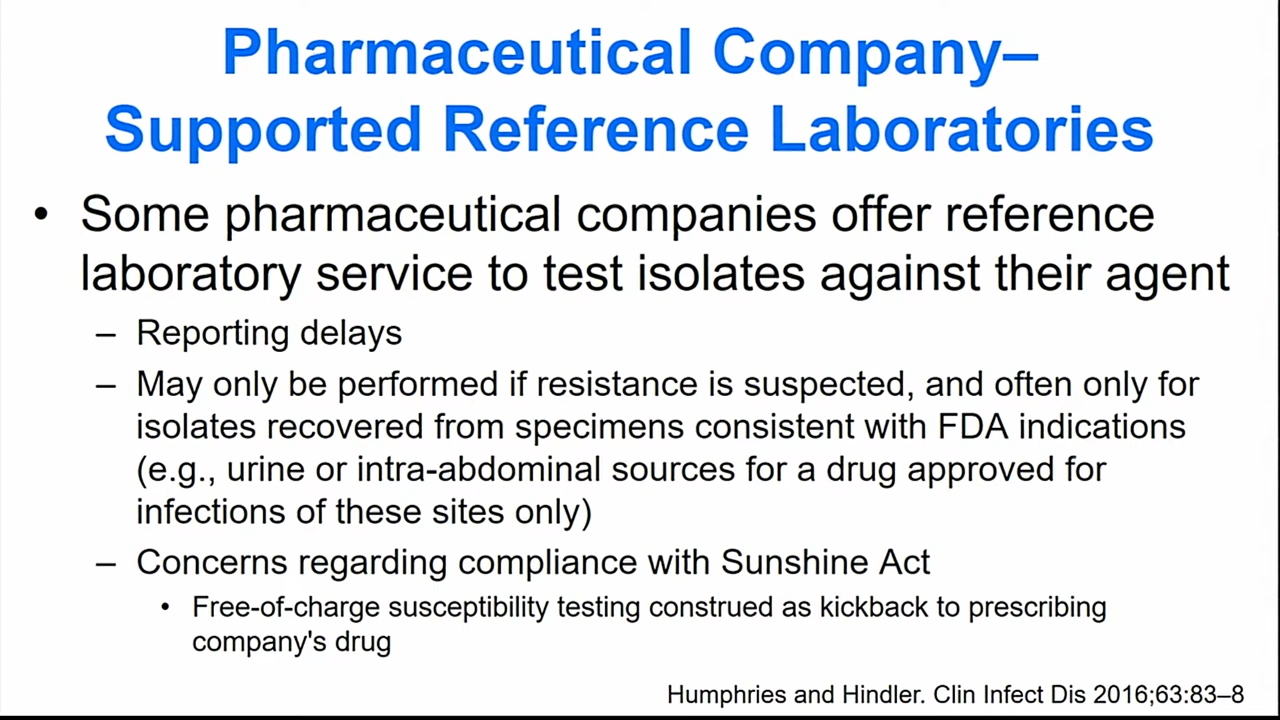 Pharmaceutical Company–
Supported Reference Laboratories
• Some pharmaceutical companies offer reference
laboratory service to test isolates against their agent
– Reporting delays
– May only be performed if resistance is suspected, and often only for
isolates recovered from specimens consistent with FDA indications
(e.g., urine or intra-abdominal sources for a drug approved for
infections of these sites only)
– Concerns regarding compliance with Sunshine Act
• Free-of-charge susceptibility testing construed as kickback to prescribing
company's drug
Humphries and Hindler. Clin Infect Dis 2016;63:83–8